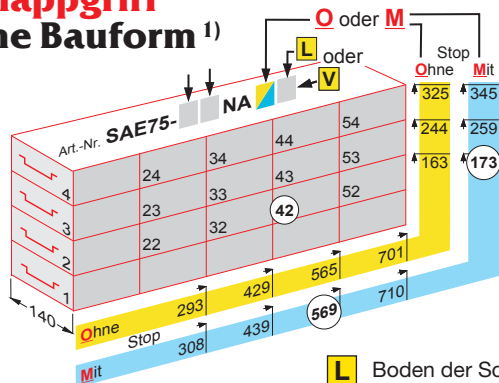 nappgriff
ne Bauform 1)
O oder M
L oder
V
Stop
Ohne Mit
Art.-Nr. SAE75- NA
325 345
244 259
163 173
54
44
34
24
53
43
33
23
52
42
32
22
4
3
2
1
140
Ohne 293 429 565 701
Stop
Mit 308 439 569 710
L Boden der Sc